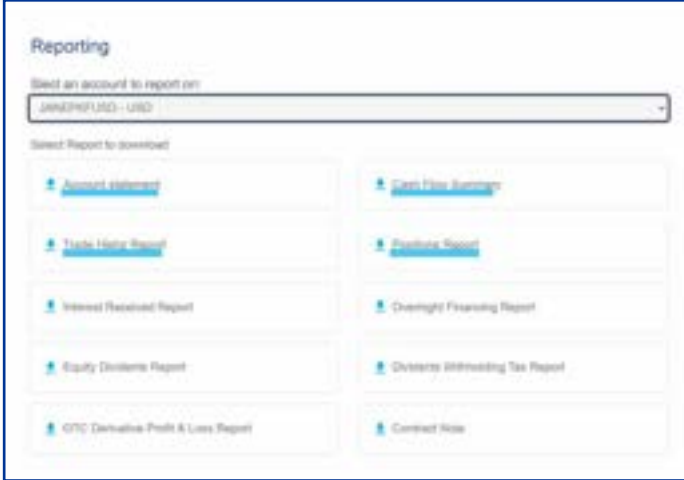 Reporting
Select an account to report on:
- USD
Select Report to download
Account statement
Cash Flow Summary
Trade History Report
Positions Report
Interest Received Report
Overnight Financing Report
Equity Dividents Report
Dividents Withholding Tax Report
OTC Derivative Profit & Loss Report
Contract Note